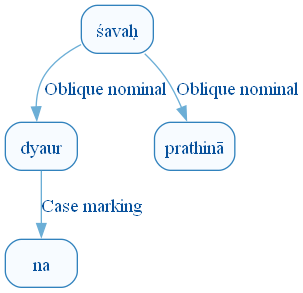 śavaḥ
Oblique nominal Oblique nominal
dyaur prathinā
Case marking
na